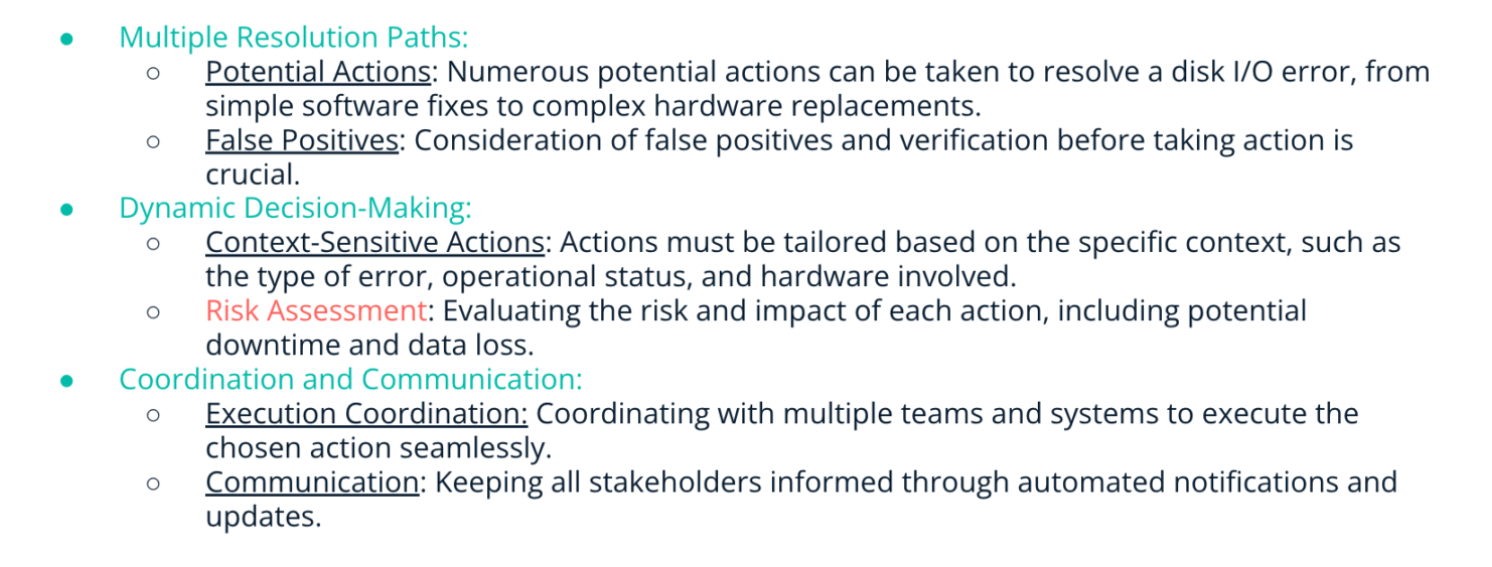 ● Multiple Resolution Paths:
○ Potential Actions: Numerous potential actions can be taken to resolve a disk I/O error, from
simple software fixes to complex hardware replacements.
○ False Positives: Consideration of false positives and verification before taking action is
crucial.
● Dynamic Decision-Making:
○ Context-Sensitive Actions: Actions must be tailored based on the specific context, such as
the type of error, operational status, and hardware involved.
○ Risk Assessment: Evaluating the risk and impact of each action, including potential
downtime and data loss.
● Coordination and Communication:
○ Execution Coordination: Coordinating with multiple teams and systems to execute the
chosen action seamlessly.
○ Communication: Keeping all stakeholders informed through automated notifications and
updates.